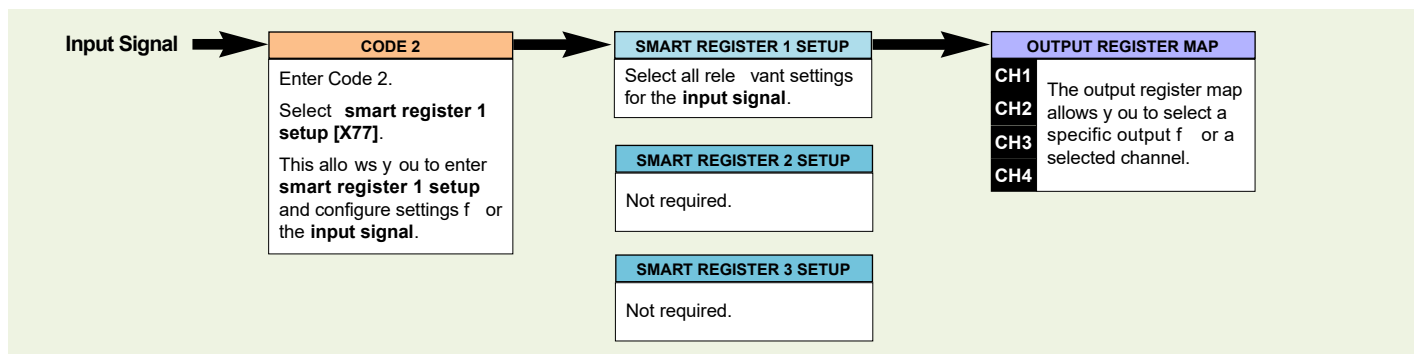 Input Signal
CODE 2
Enter Code 2.
Select smart register 1
setup [X77].
This allo ws y ou to enter
smart register 1 setup
and configure settings f or
the input signal.
SMART REGISTER 1 SETUP
Select all rele vant settings
for the input signal.
SMART REGISTER 2 SETUP
Not required.
SMART REGISTER 3 SETUP
Not required.
OUTPUT REGISTER MAP
CH1
CH2
CH3
CH4
The output register map
allows y ou to select a
specific output f or a
selected channel.